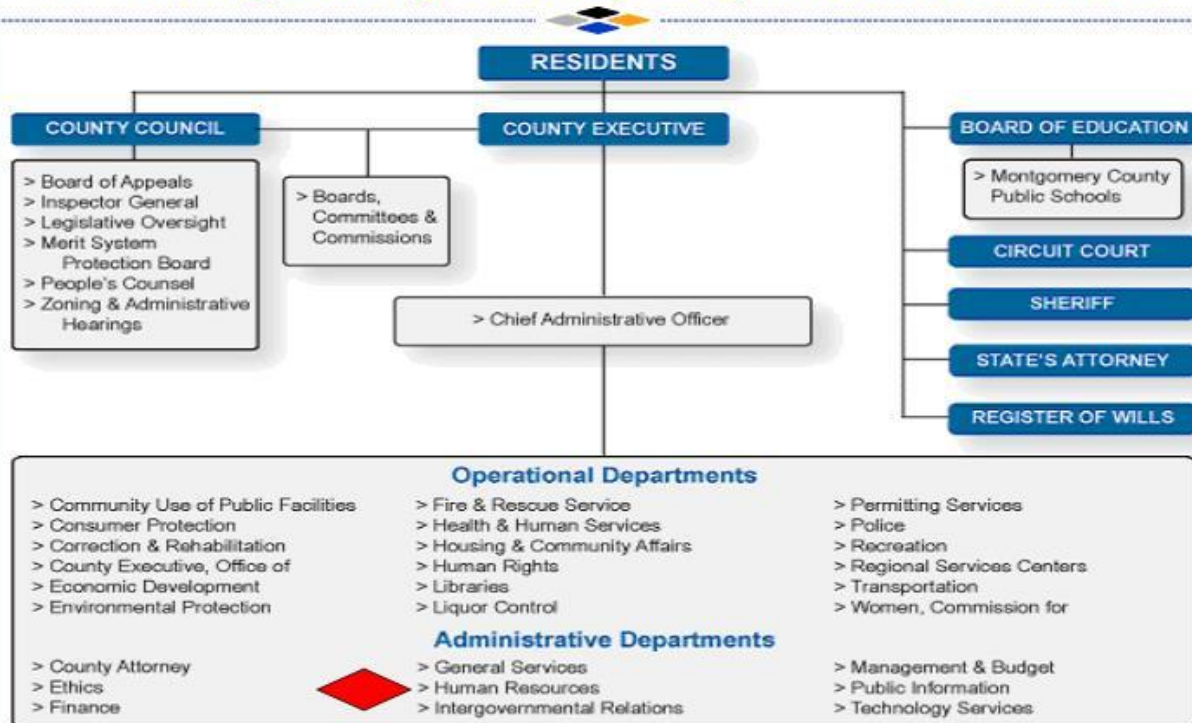 RESIDENTS
COUNTY COUNCIL
COUNTY EXECUTIVE
BOARD OF EDUCATION
> Board of Appeals
> Inspector General
> Legislative Oversight
> Merit System
Protection Board
> People's Counsel
> Zoning & Administrative
Hearings
> Boards,
Committees &
Commissions
> Montgomery County
Public Schools
CIRCUIT COURT
SHERIFF
STATE'S ATTORNEY
REGISTER OF WILLS
> Chief Administrative Officer
Operational Departments
> Community Use of Public Facilities
> Consumer Protection
> Correction & Rehabilitation
> County Executive, Office of
> Economic Development
> Environmental Protection
> Fire & Rescue Service
> Health & Human Services
> Housing & Community Affairs
> Human Rights
> Libraries
> Liquor Control
> Permitting Services
> Police
> Recreation
> Regional Services Centers
> Transportation
> Women, Commission for
Administrative Departments
> County Attorney
> Ethics
> Finance
> General Services
> Human Resources
> Intergovernmental Relations
> Management & Budget
> Public Information
> Technology Services